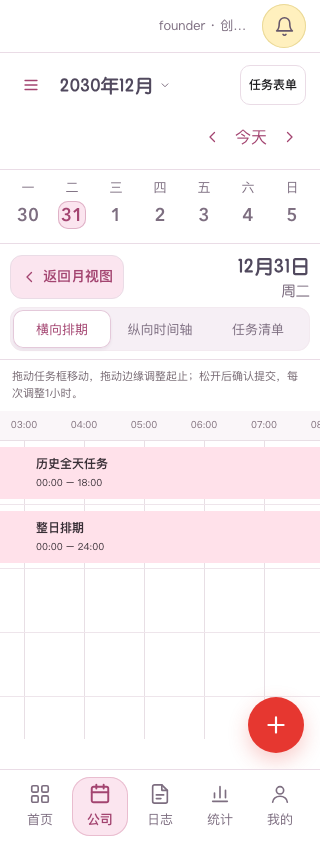 founder · 创...
2030年12月
任务表单
今天
一 二 三 四 五 六 日
30 31 1 2 3 4 5
返回月视图
12月31日
周二
横向排期 纵向时间轴 任务清单
拖动任务框移动，拖动边缘调整起止；松开后确认提交，每
次调整1小时。
03:00 04:00 05:00 06:00 07:00 08
历史全天任务
00:00 — 18:00
整日排期
00:00 — 24:00
首页 公司 日志 统计 我的